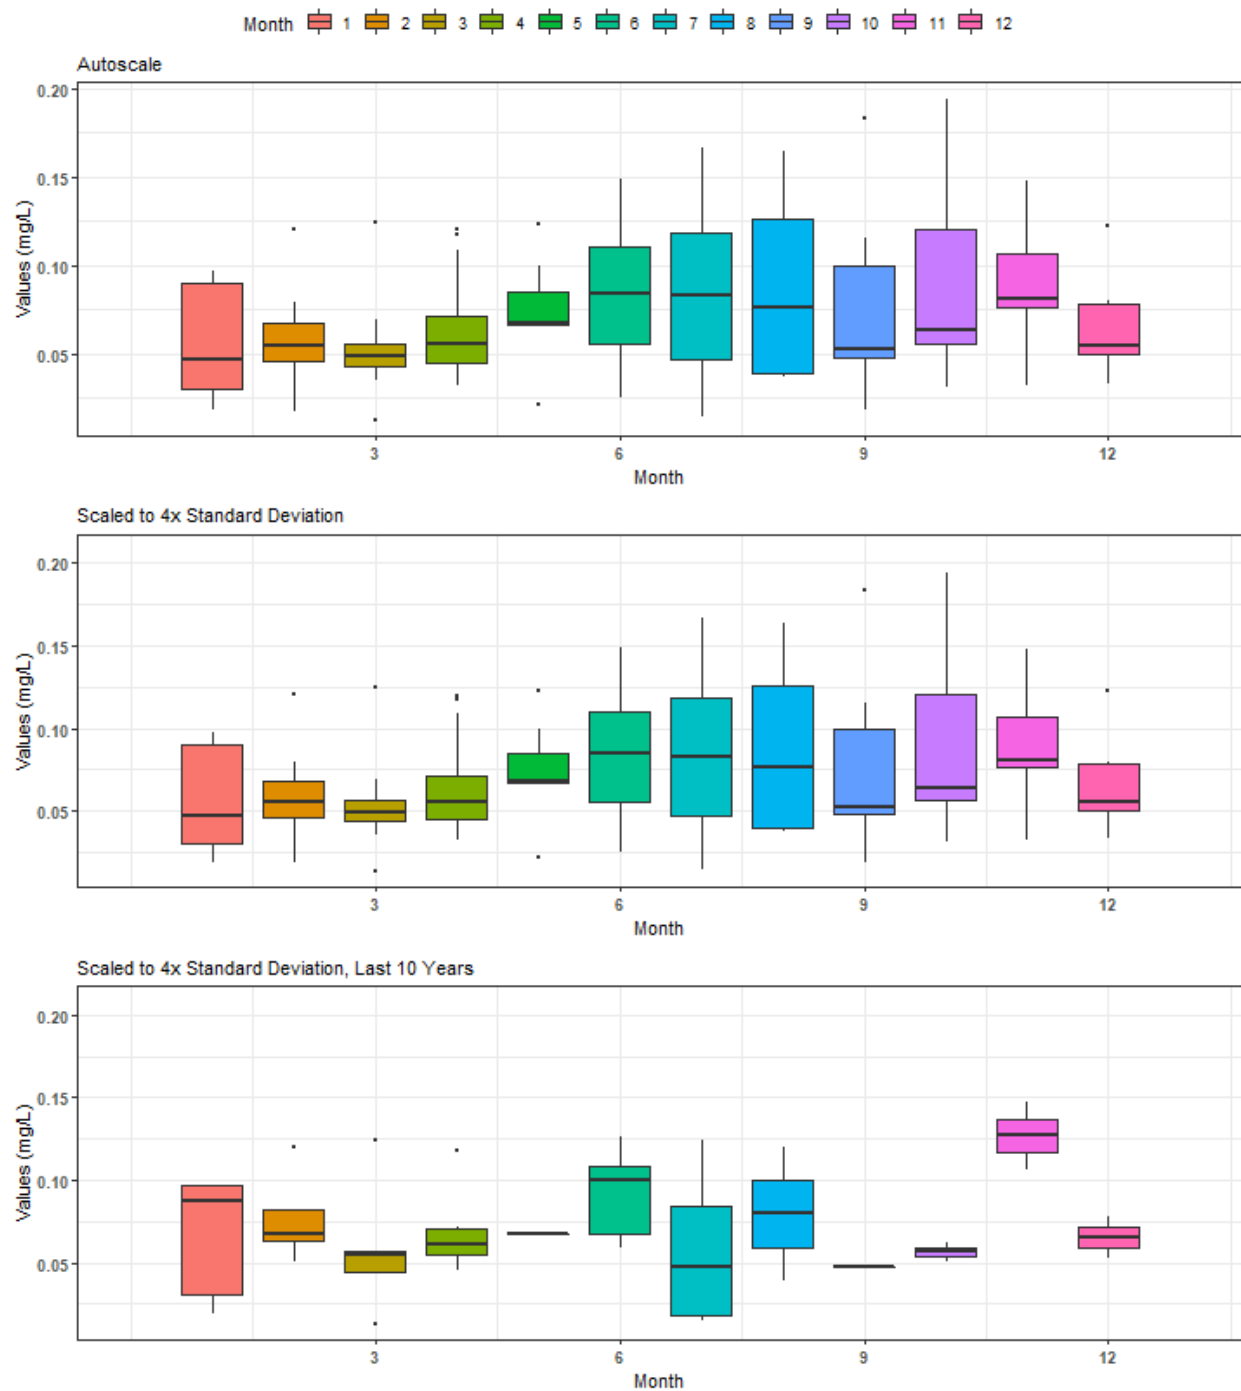 Month 1 2 3 4 5 6 7 8 9 10 11 12
Autoscale
0.20
0.15
0.10
0.05
Values (mg/L)
3 6 9 12
Month
Scaled to 4x Standard Deviation
0.20
0.15
0.10
0.05
Values (mg/L)
3 6 9 12
Month
Scaled to 4x Standard Deviation, Last 10 Years
0.20
0.15
0.10
0.05
Values (mg/L)
3 6 9 12
Month